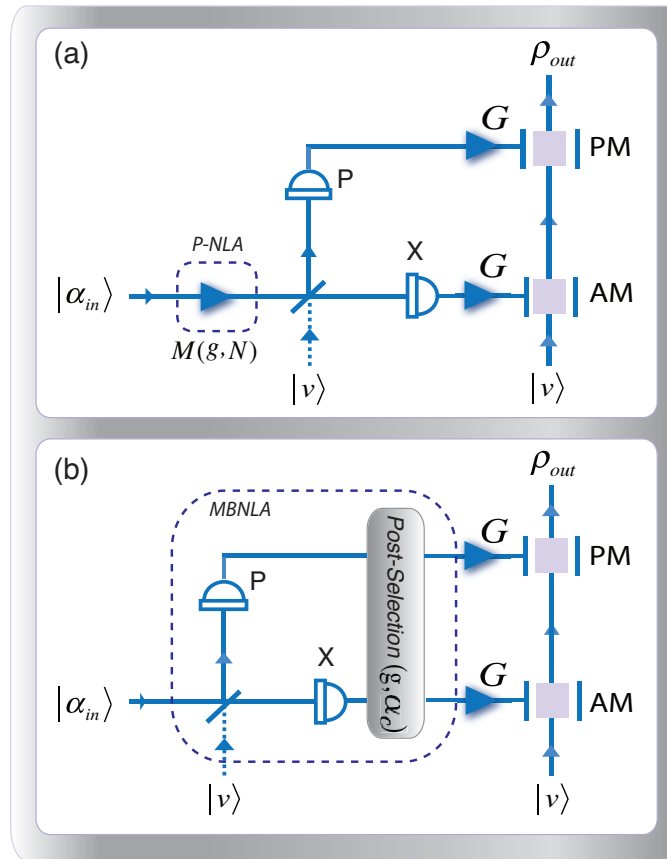 (a)
ρout
G
PM
P
X
P-NLA
G
|αin⟩
AM
M(g,N)
|v⟩
|v⟩
(b)
ρout
MBNLA
G
PM
P
Post-Selection (g,αc)
X
G
|αin⟩
AM
|v⟩
|v⟩